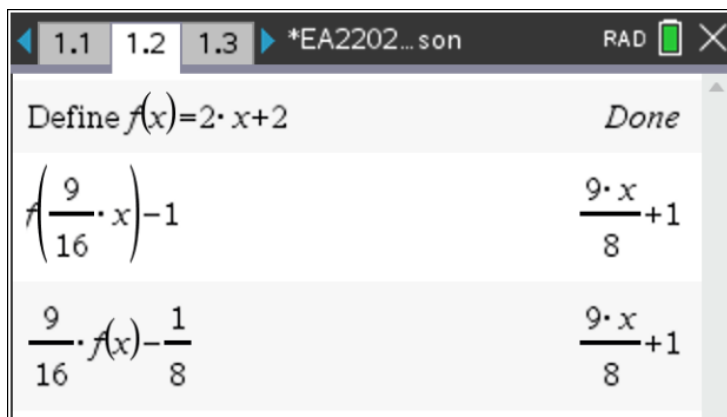 1.1 1.2 1.3 *EA2202…son RAD
Define f(x)=2·x+2 Done
f(9/16·x)−1 9·x/8+1
9/16·f(x)−1/8 9·x/8+1